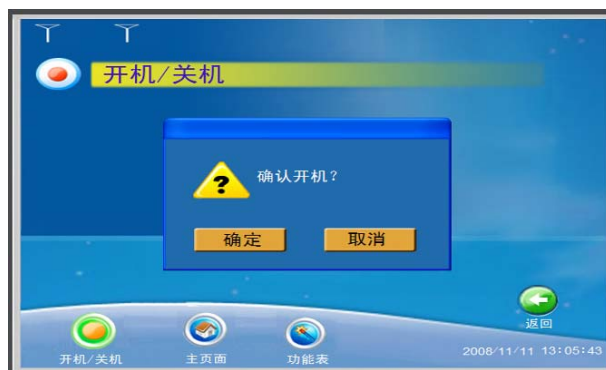 开机/关机
确认开机?
确定 取消
返回
开机/关机 主页面 功能表
2008/11/11 13:05:43